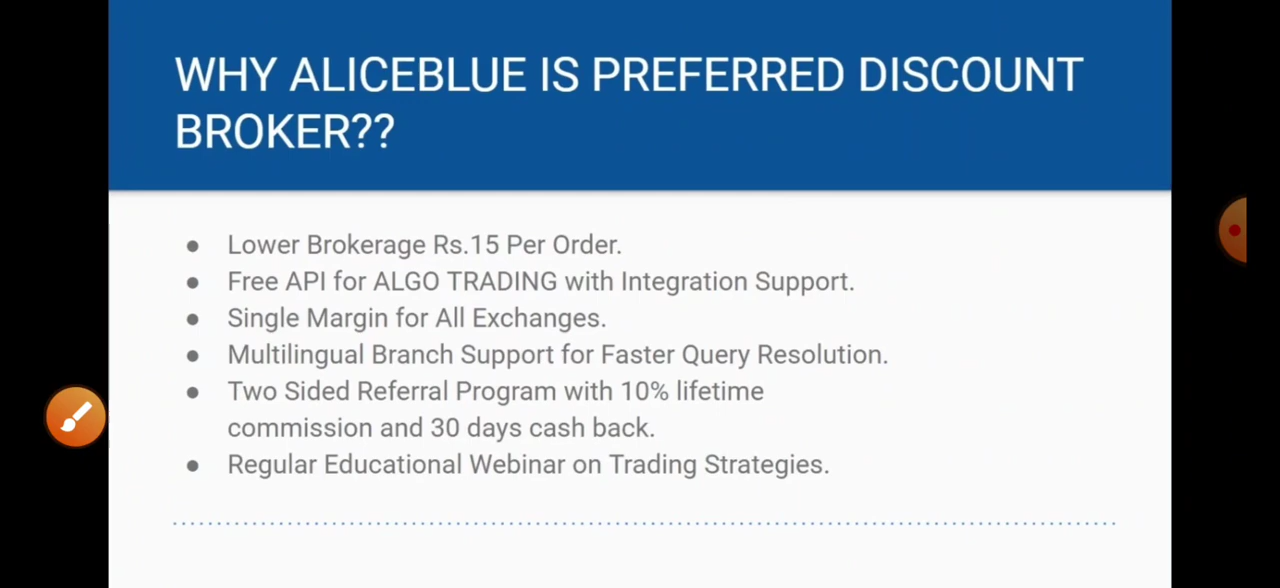 WHY ALICEBLUE IS PREFERRED DISCOUNT
BROKER??
● Lower Brokerage Rs.15 Per Order.
● Free API for ALGO TRADING with Integration Support.
● Single Margin for All Exchanges.
● Multilingual Branch Support for Faster Query Resolution.
● Two Sided Referral Program with 10% lifetime
commission and 30 days cash back.
● Regular Educational Webinar on Trading Strategies.